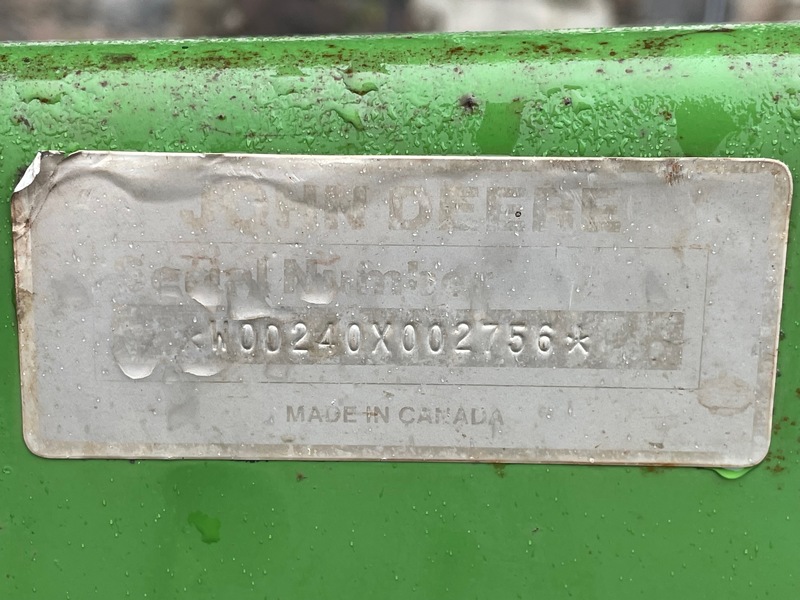 JOHN DEERE
Serial Number
*W00240X002756*
MADE IN CANADA